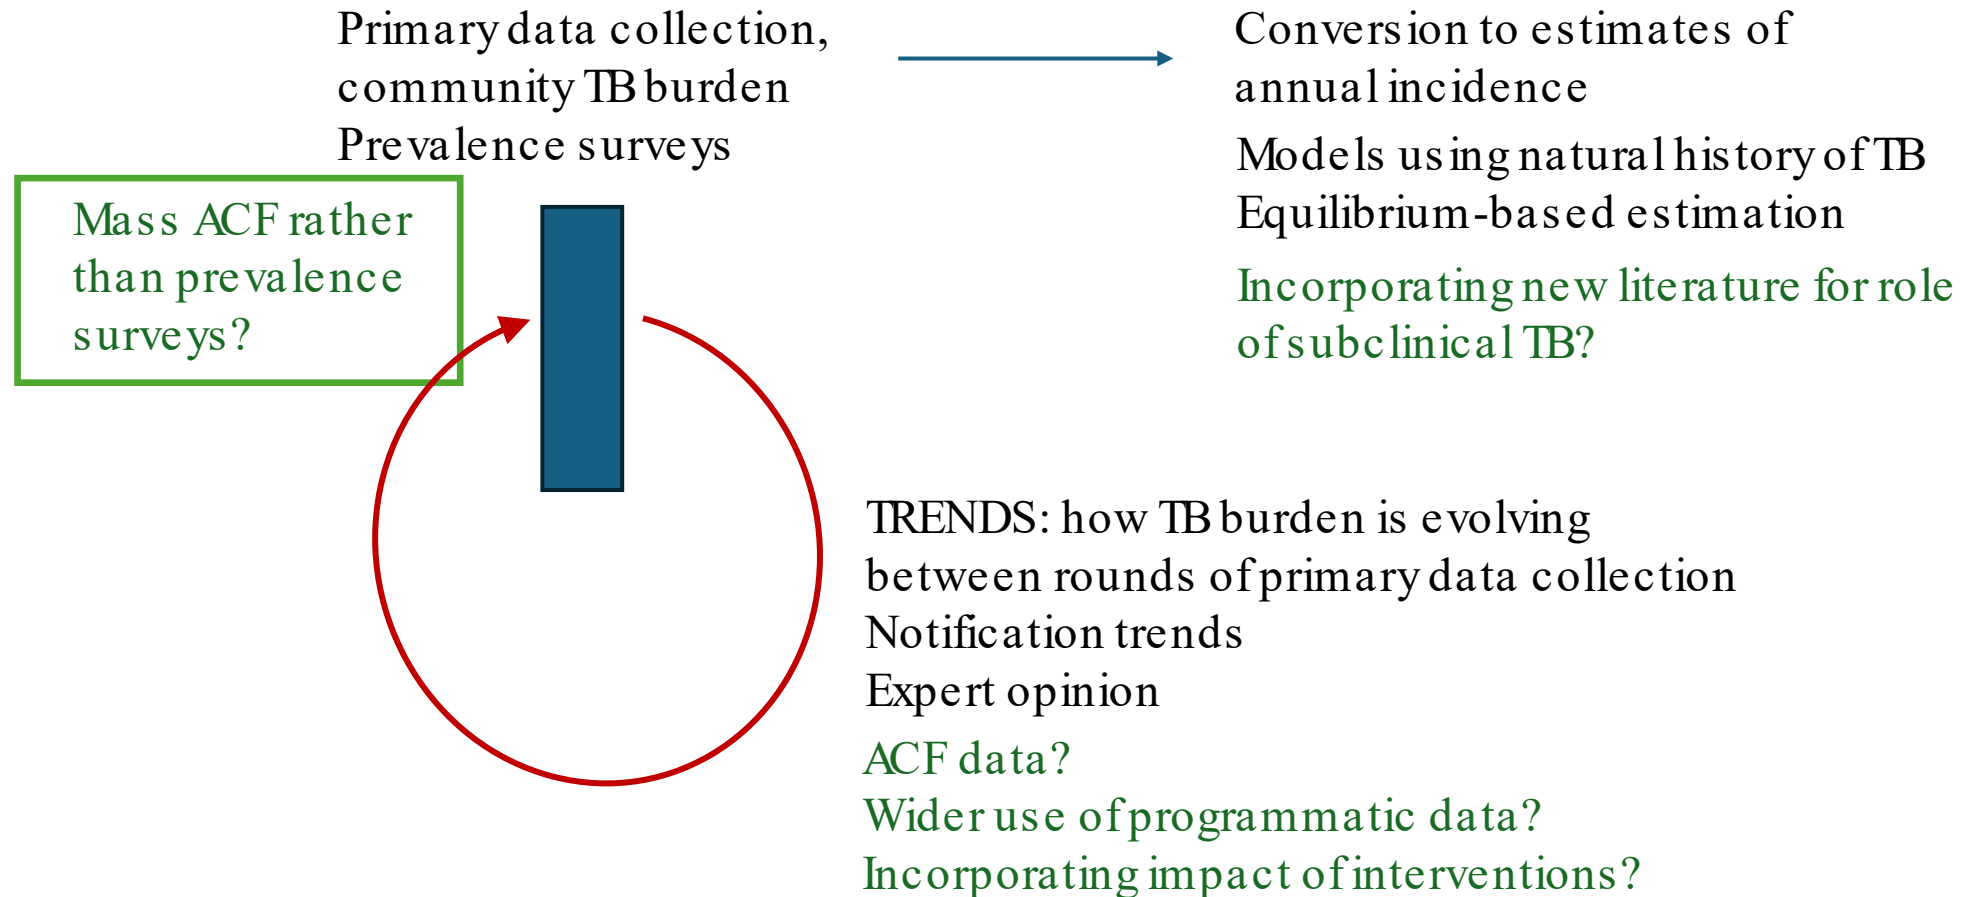 Primary data collection,
community TB burden
Prevalence surveys
Conversion to estimates of
annual incidence
Models using natural history of TB
Equilibrium-based estimation
Incorporating new literature for role
of subclinical TB?
Mass ACF rather
than prevalence
surveys?
TRENDS: how TB burden is evolving
between rounds of primary data collection
Notification trends
Expert opinion
ACF data?
Wider use of programmatic data?
Incorporating impact of interventions?